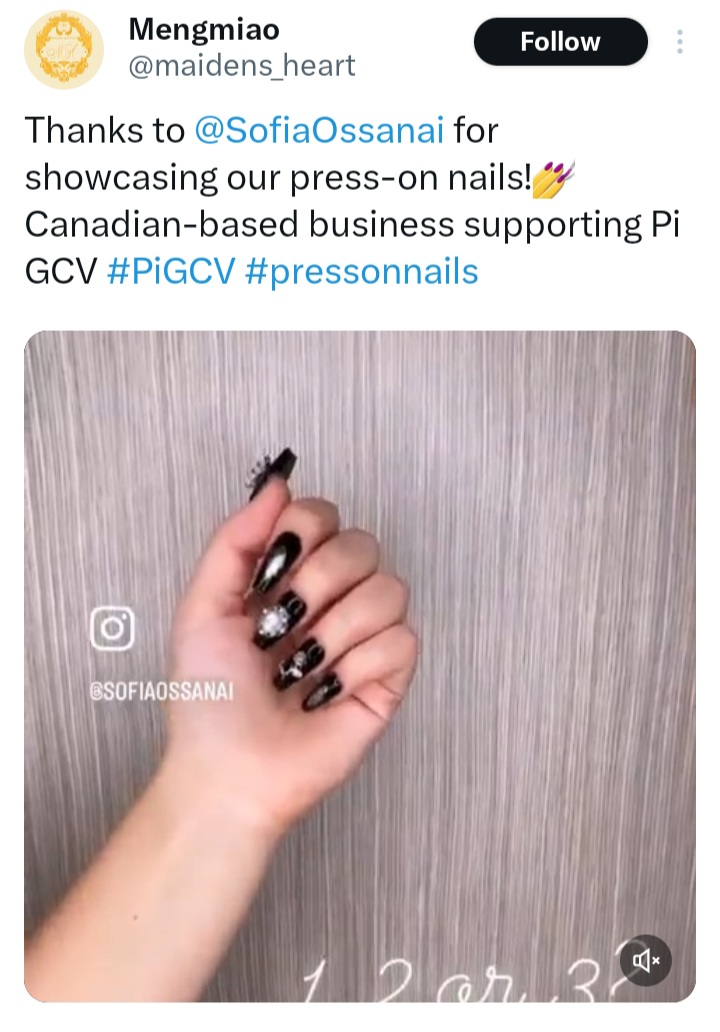 Mengmiao
@maidens_heart
Follow
Thanks to @SofiaOssanai for
showcasing our press-on nails!💅
Canadian-based business supporting Pi
GCV #PiGCV #pressonnails
@SOFIAOSSANAI
1, 2 or 3?